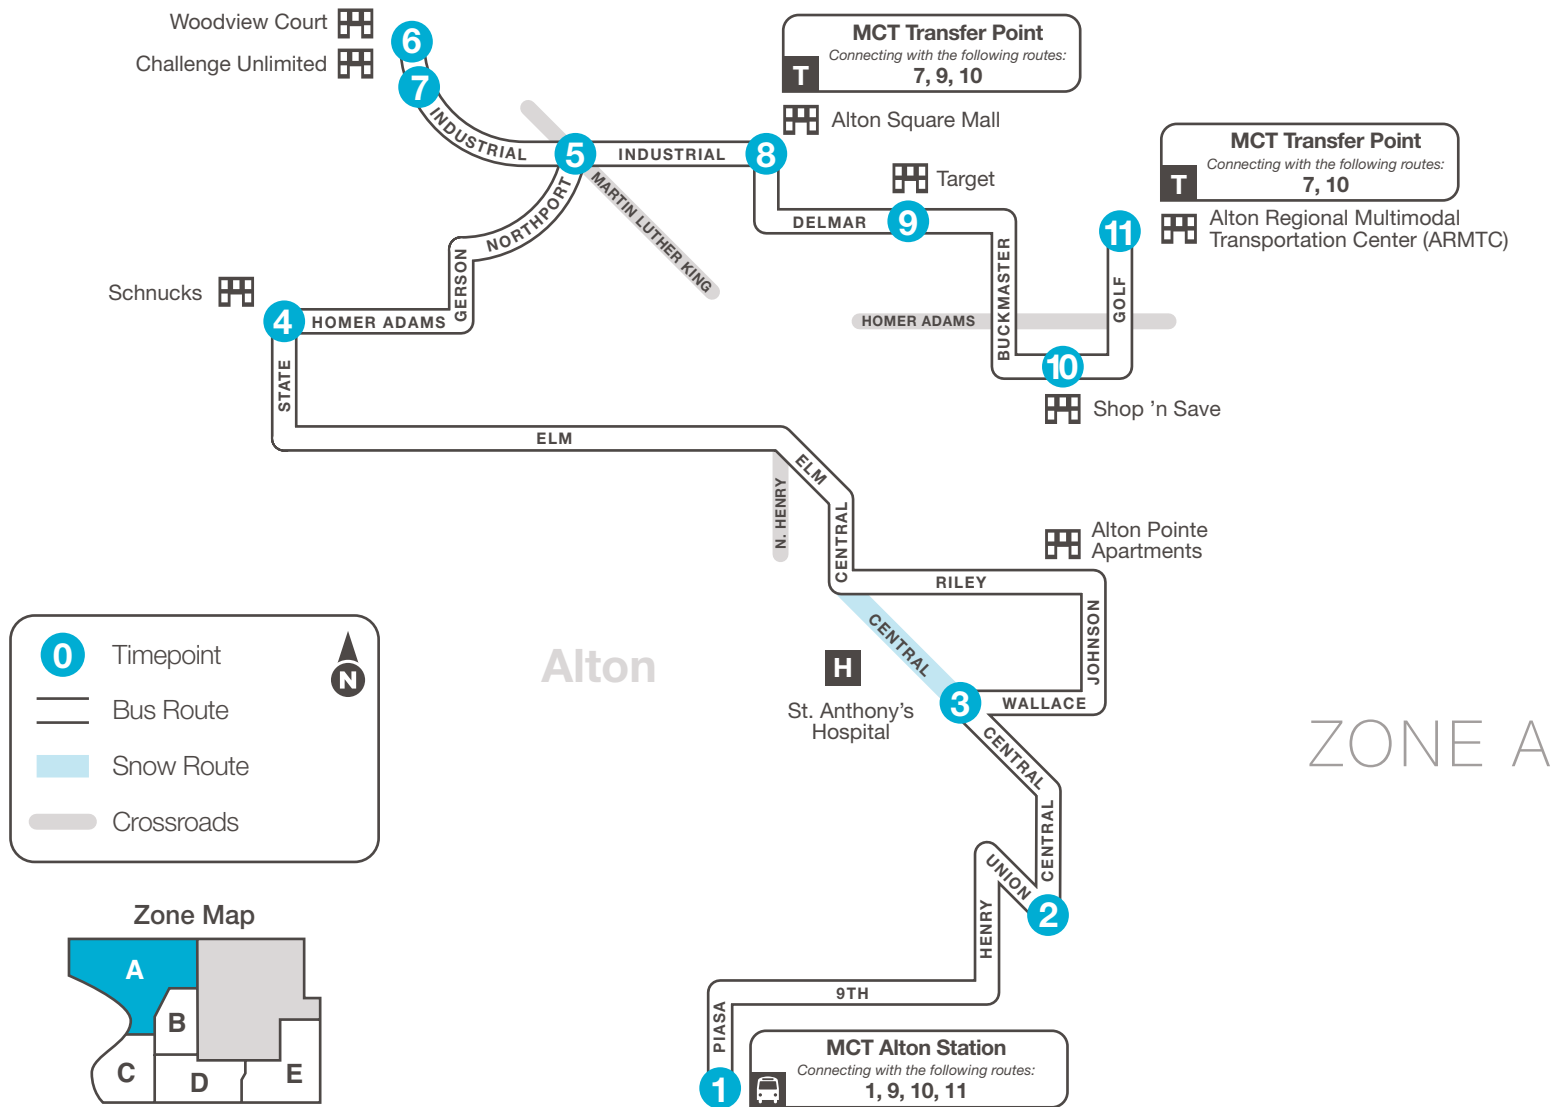 Woodview Court
6
Challenge Unlimited
7
MCT Transfer Point
Connecting with the following routes:
T
7, 9, 10
Alton Square Mall
INDUSTRIAL
5
INDUSTRIAL
8
MCT Transfer Point
Connecting with the following routes:
T
7, 10
Alton Regional Multimodal
Transportation Center (ARMTC)
Target
NORTHPORT
MARTIN LUTHER KING
DELMAR
9
11
GERSON
BUCKMASTER
GOLF
Schnucks
4
HOMER ADAMS
HOMER ADAMS
STATE
10
Shop ’n Save
ELM
ELM
N. HENRY
CENTRAL
Alton Pointe
Apartments
RILEY
JOHNSON
CENTRAL
Alton
H
St. Anthony’s
Hospital
3
WALLACE
ZONE A
CENTRAL
CENTRAL
UNION
2
HENRY
9TH
PIASA
1
MCT Alton Station
Connecting with the following routes:
1, 9, 10, 11
0
Timepoint
N
Bus Route
Snow Route
Crossroads
Zone Map
A
B
C
D
E